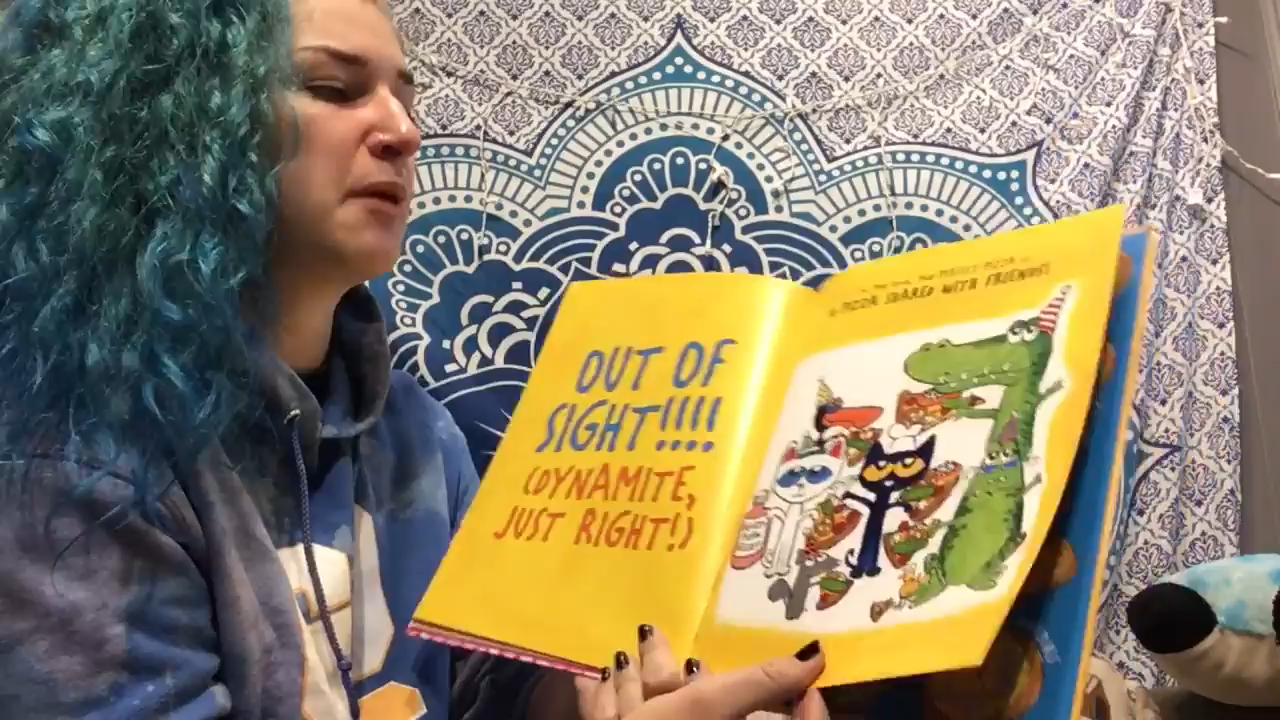 OUT OF
SIGHT!!!!
(DYNAMITE,
JUST RIGHT!)
PIZZA SHARED WITH FRIENDS!